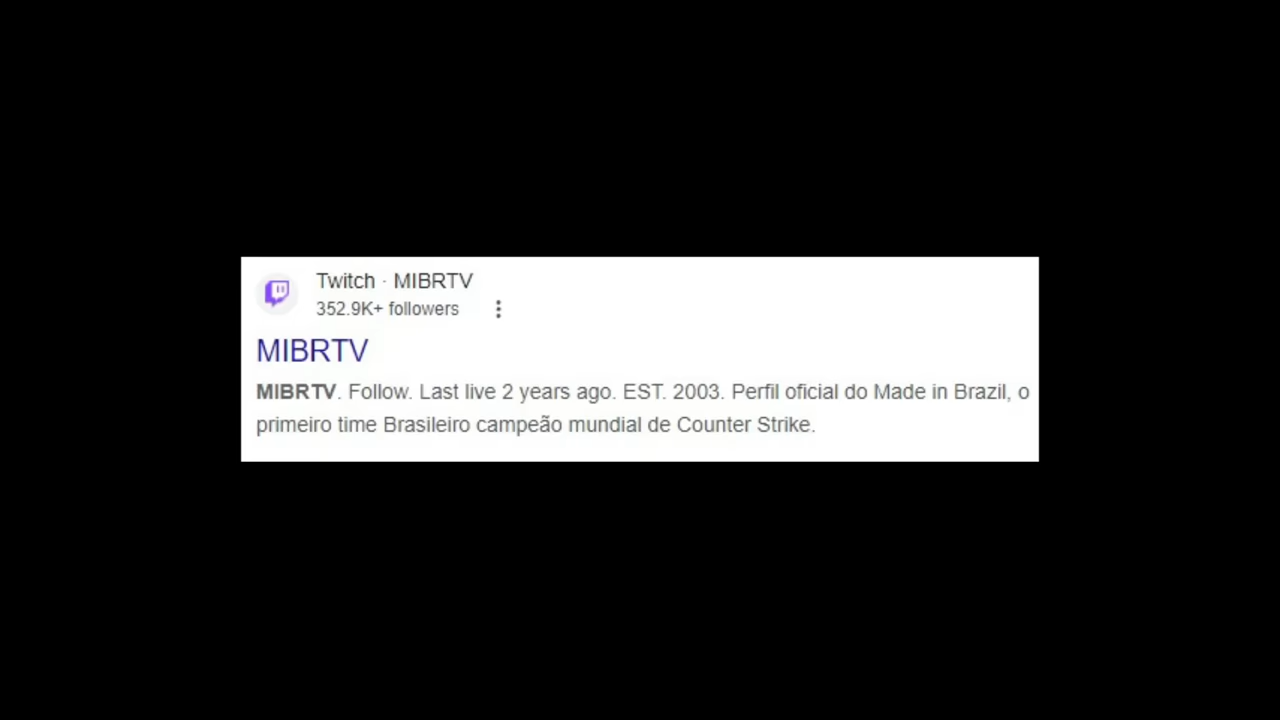 Twitch · MIBRTV
352.9K+ followers
MIBRTV
MIBRTV. Follow. Last live 2 years ago. EST. 2003. Perfil oficial do Made in Brazil, o
primeiro time Brasileiro campeão mundial de Counter Strike.